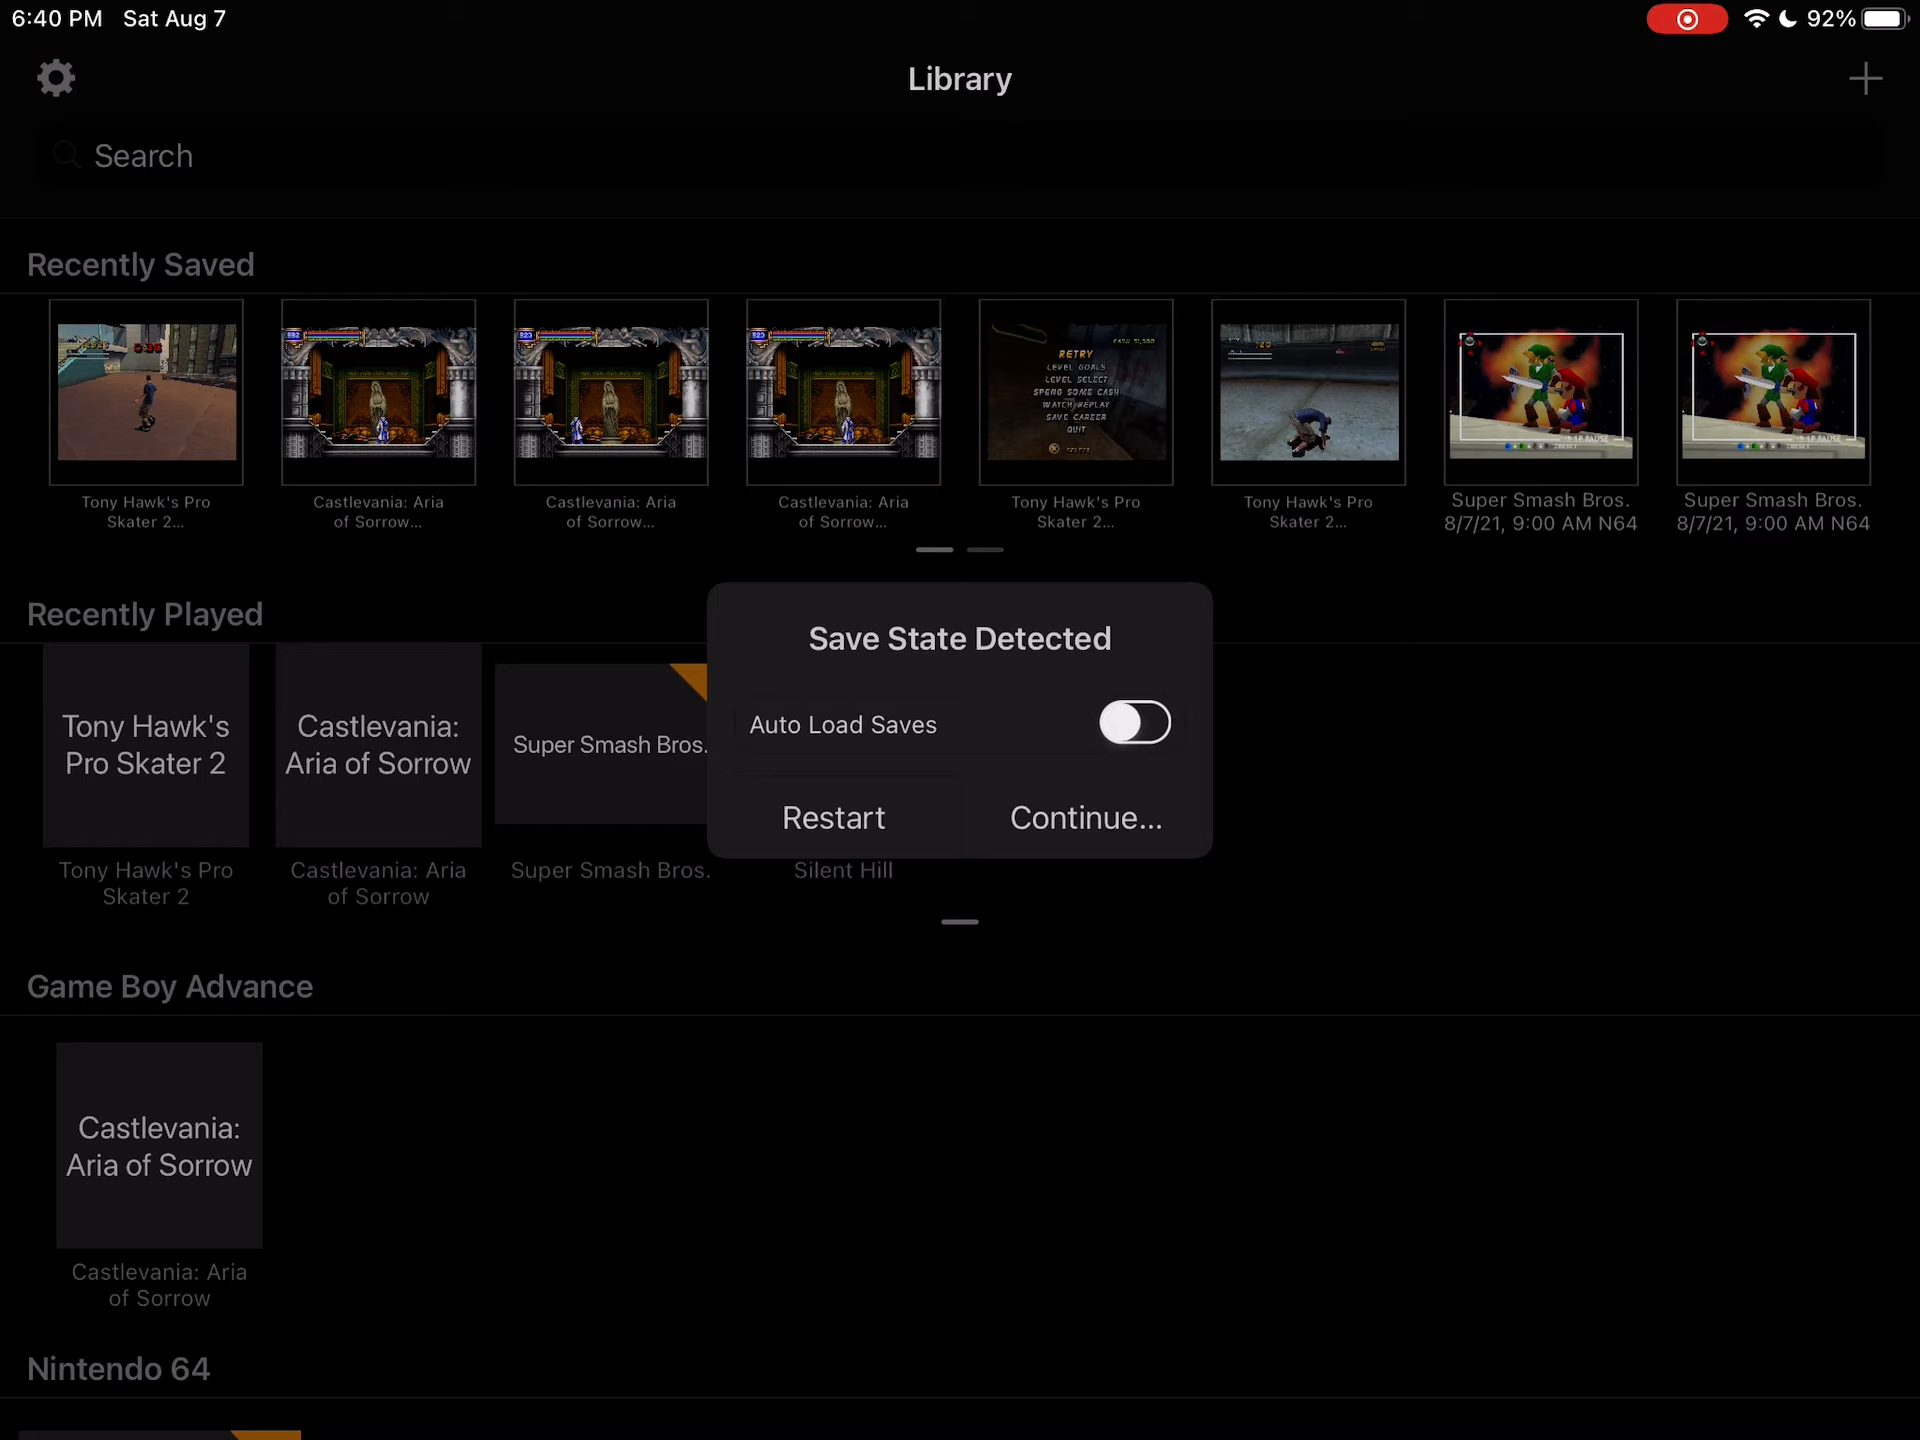 6:40 PM Sat Aug 7
92%
Library
Search
Recently Saved
RETRY
LEVEL GOALS
LEVEL SELECT
SPEND SOME CASH
WATCH REPLAY
SAVE CAREER
QUIT
Tony Hawk's Pro
Skater 2...
Castlevania: Aria
of Sorrow...
Castlevania: Aria
of Sorrow...
Castlevania: Aria
of Sorrow...
Tony Hawk's Pro
Skater 2...
Tony Hawk's Pro
Skater 2...
Super Smash Bros.
8/7/21, 9:00 AM N64
Super Smash Bros.
8/7/21, 9:00 AM N64
Recently Played
Save State Detected
Auto Load Saves
Restart
Continue...
Tony Hawk's
Pro Skater 2
Castlevania:
Aria of Sorrow
Super Smash Bros.
Tony Hawk's Pro
Skater 2
Castlevania: Aria
of Sorrow
Super Smash Bros.
Silent Hill
Game Boy Advance
Castlevania:
Aria of Sorrow
Castlevania: Aria
of Sorrow
Nintendo 64